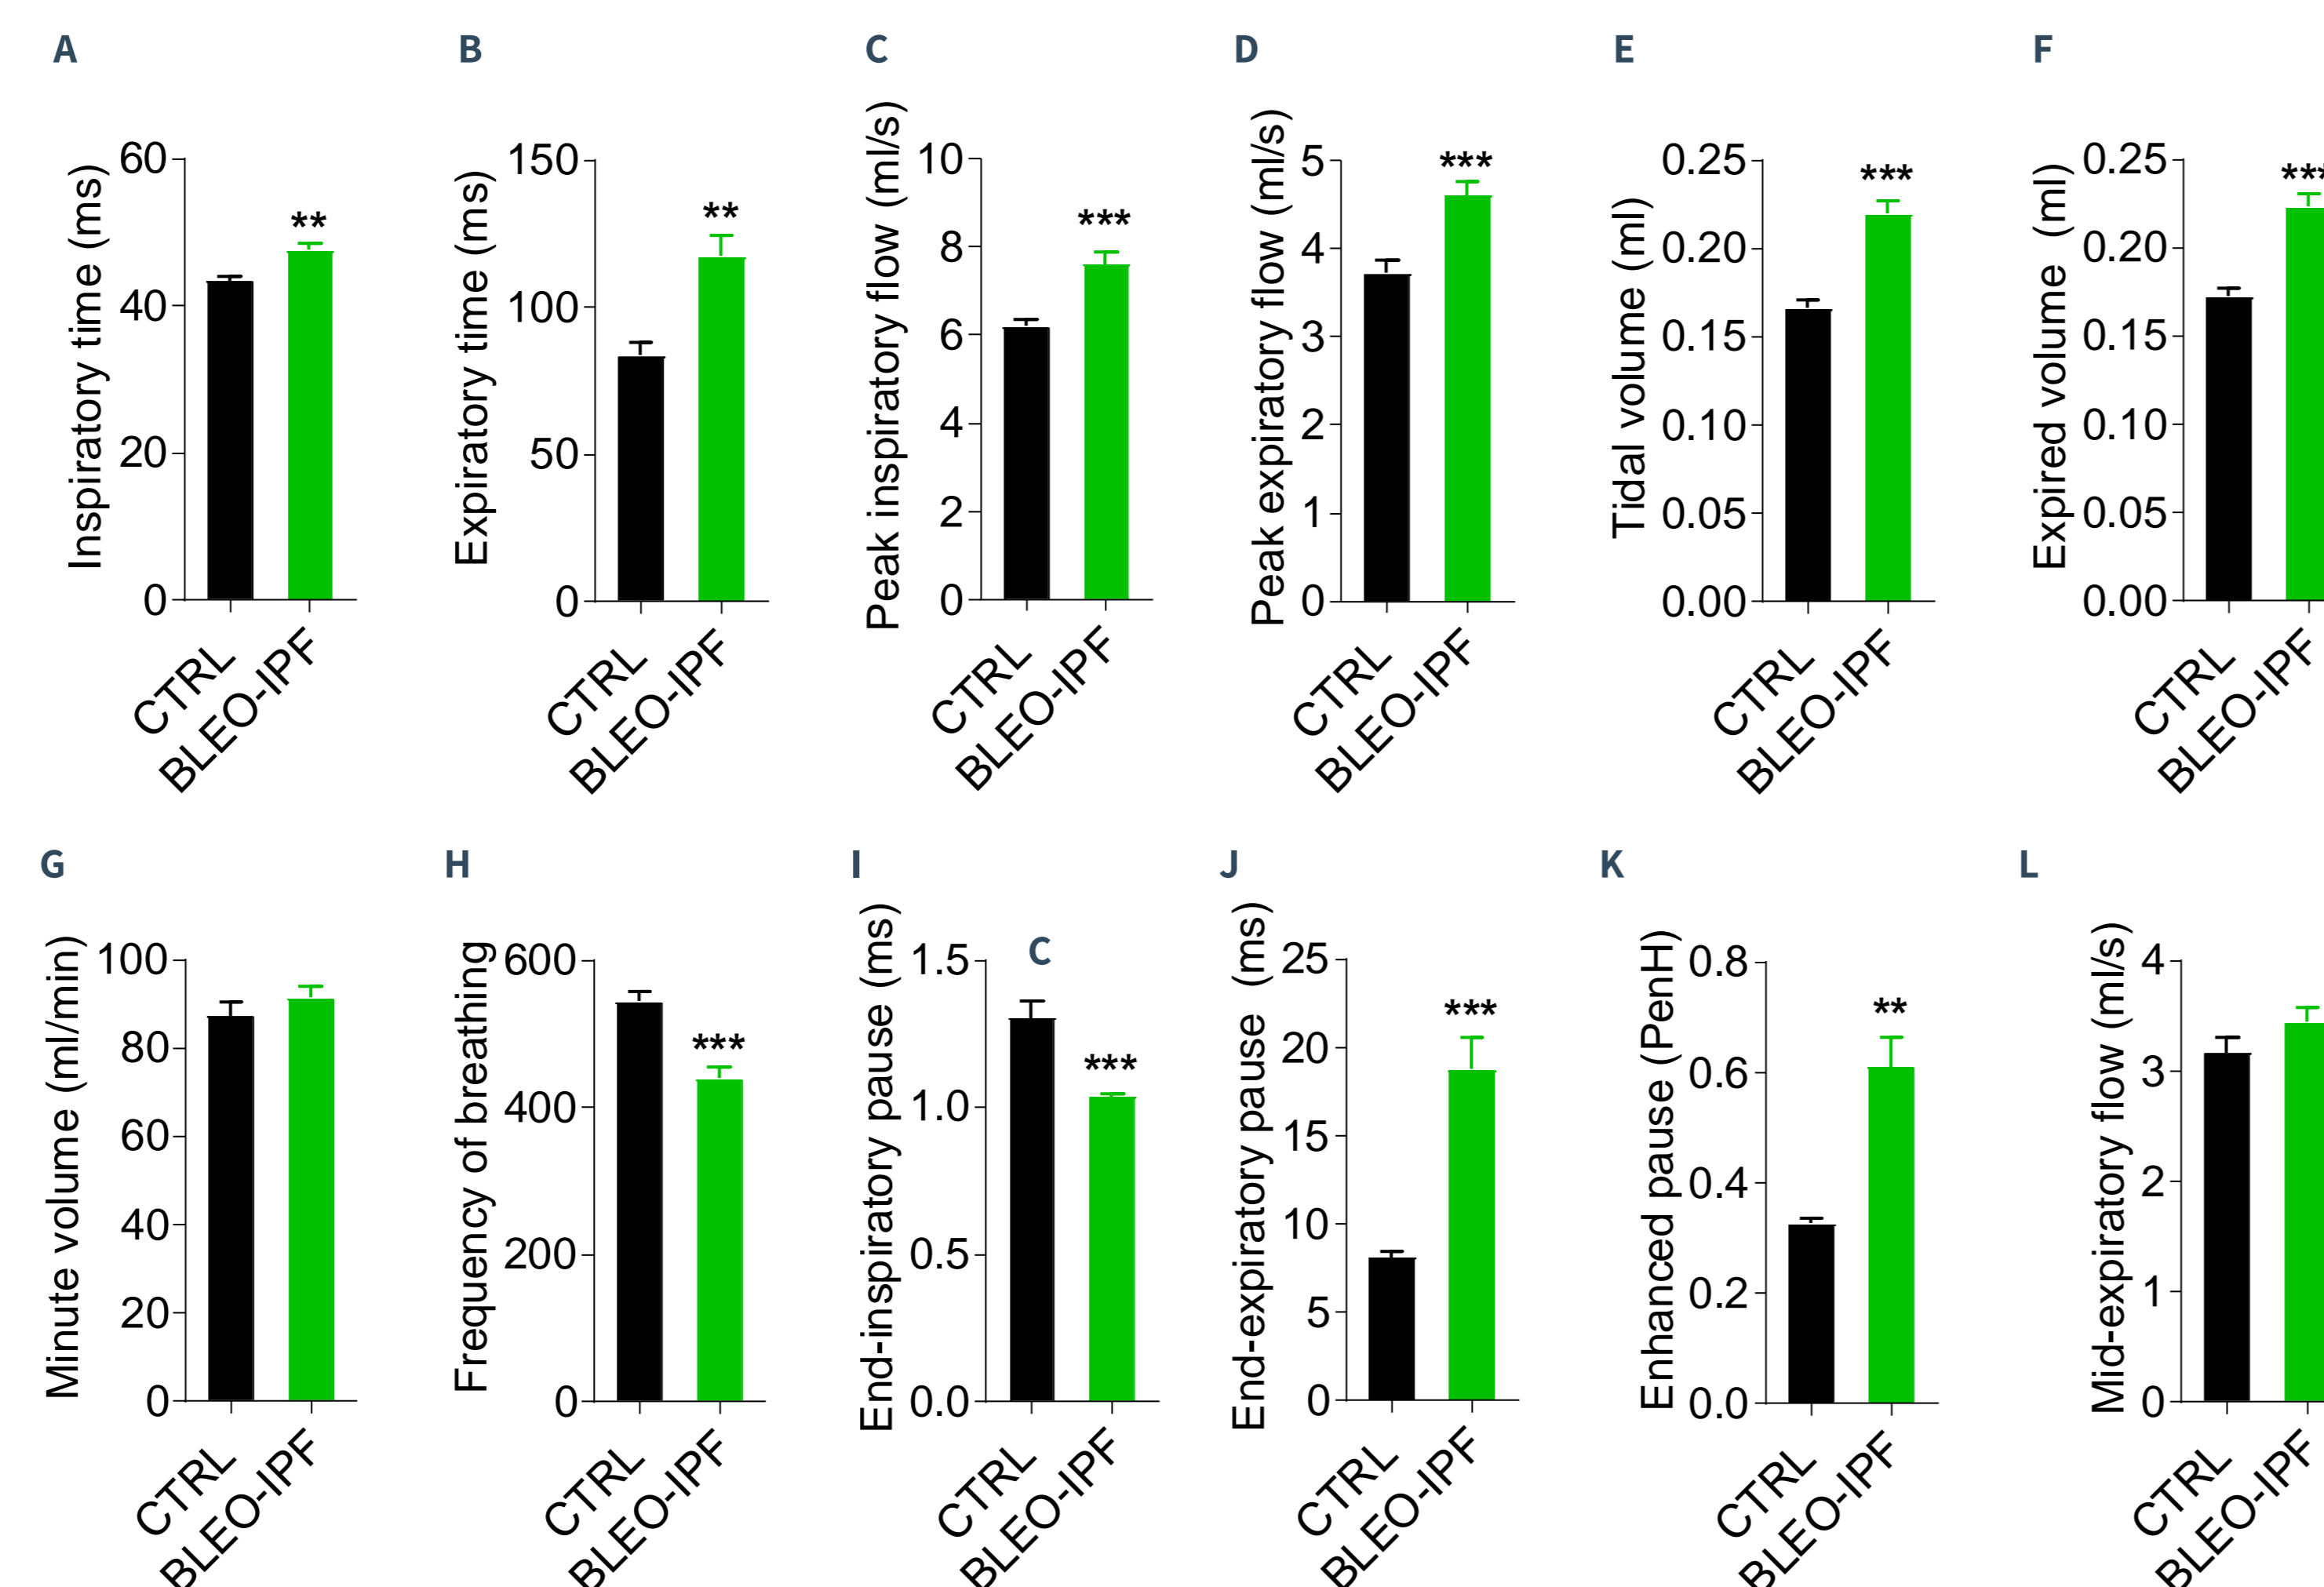 A B C D E F
Inspiratory time (ms)
60
40
20
0
**
CTRL
BLEO-IPF
Expiratory time (ms)
150
100
50
0
**
CTRL
BLEO-IPF
Peak inspiratory flow (ml/s)
10
8
6
4
2
0
***
CTRL
BLEO-IPF
Peak expiratory flow (ml/s)
5
4
3
2
1
0
***
CTRL
BLEO-IPF
Tidal volume (ml)
0.25
0.20
0.15
0.10
0.05
0.00
***
CTRL
BLEO-IPF
Expired volume (ml)
0.25
0.20
0.15
0.10
0.05
0.00
***
CTRL
BLEO-IPF
G H I J K L
Minute volume (ml/min)
100
80
60
40
20
0
CTRL
BLEO-IPF
Frequency of breathing
600
400
200
0
***
CTRL
BLEO-IPF
End-inspiratory pause (ms)
1.5
1.0
0.5
0.0
C
***
CTRL
BLEO-IPF
End-expiratory pause (ms)
25
20
15
10
5
0
***
CTRL
BLEO-IPF
Enhanced pause (PenH)
0.8
0.6
0.4
0.2
0.0
**
CTRL
BLEO-IPF
Mid-expiratory flow (ml/s)
4
3
2
1
0
CTRL
BLEO-IPF